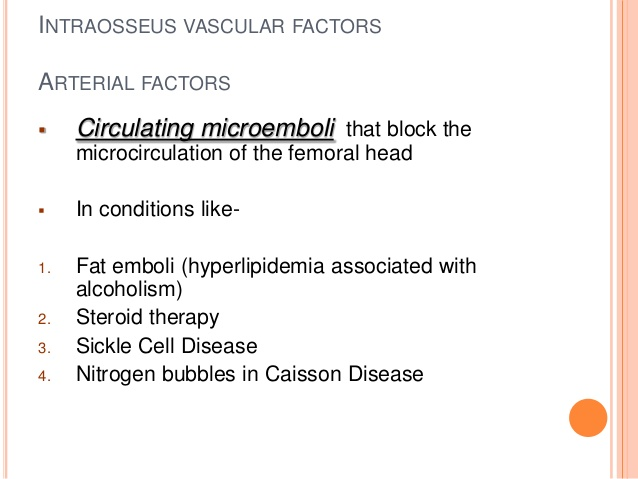 INTRAOSSEUS VASCULAR FACTORS
ARTERIAL FACTORS
▪ Circulating microemboli that block the
microcirculation of the femoral head
▪ In conditions like-
1. Fat emboli (hyperlipidemia associated with
alcoholism)
2. Steroid therapy
3. Sickle Cell Disease
4. Nitrogen bubbles in Caisson Disease